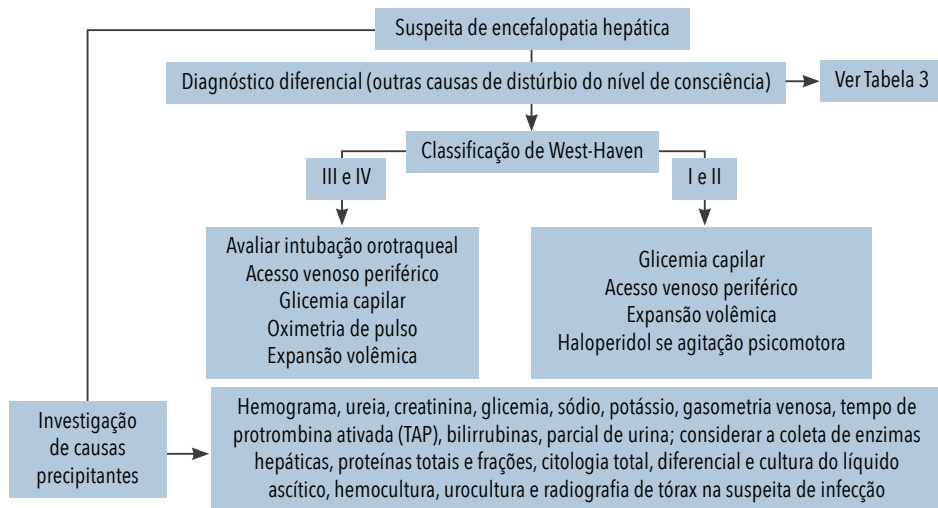 Suspeita de encefalopatia hepática
Diagnóstico diferencial (outras causas de distúrbio do nível de consciência)
Ver Tabela 3
Classificação de West-Haven
III e IV
I e II
Avaliar intubação orotraqueal
Acesso venoso periférico
Glicemia capilar
Oximetria de pulso
Expansão volêmica
Glicemia capilar
Acesso venoso periférico
Expansão volêmica
Haloperidol se agitação psicomotora
Investigação
de causas
precipitantes
Hemograma, ureia, creatinina, glicemia, sódio, potássio, gasometria venosa, tempo de
protrombina ativada (TAP), bilirrubinas, parcial de urina; considerar a coleta de enzimas
hepáticas, proteínas totais e frações, citologia total, diferencial e cultura do líquido
ascítico, hemocultura, urocultura e radiografia de tórax na suspeita de infecção